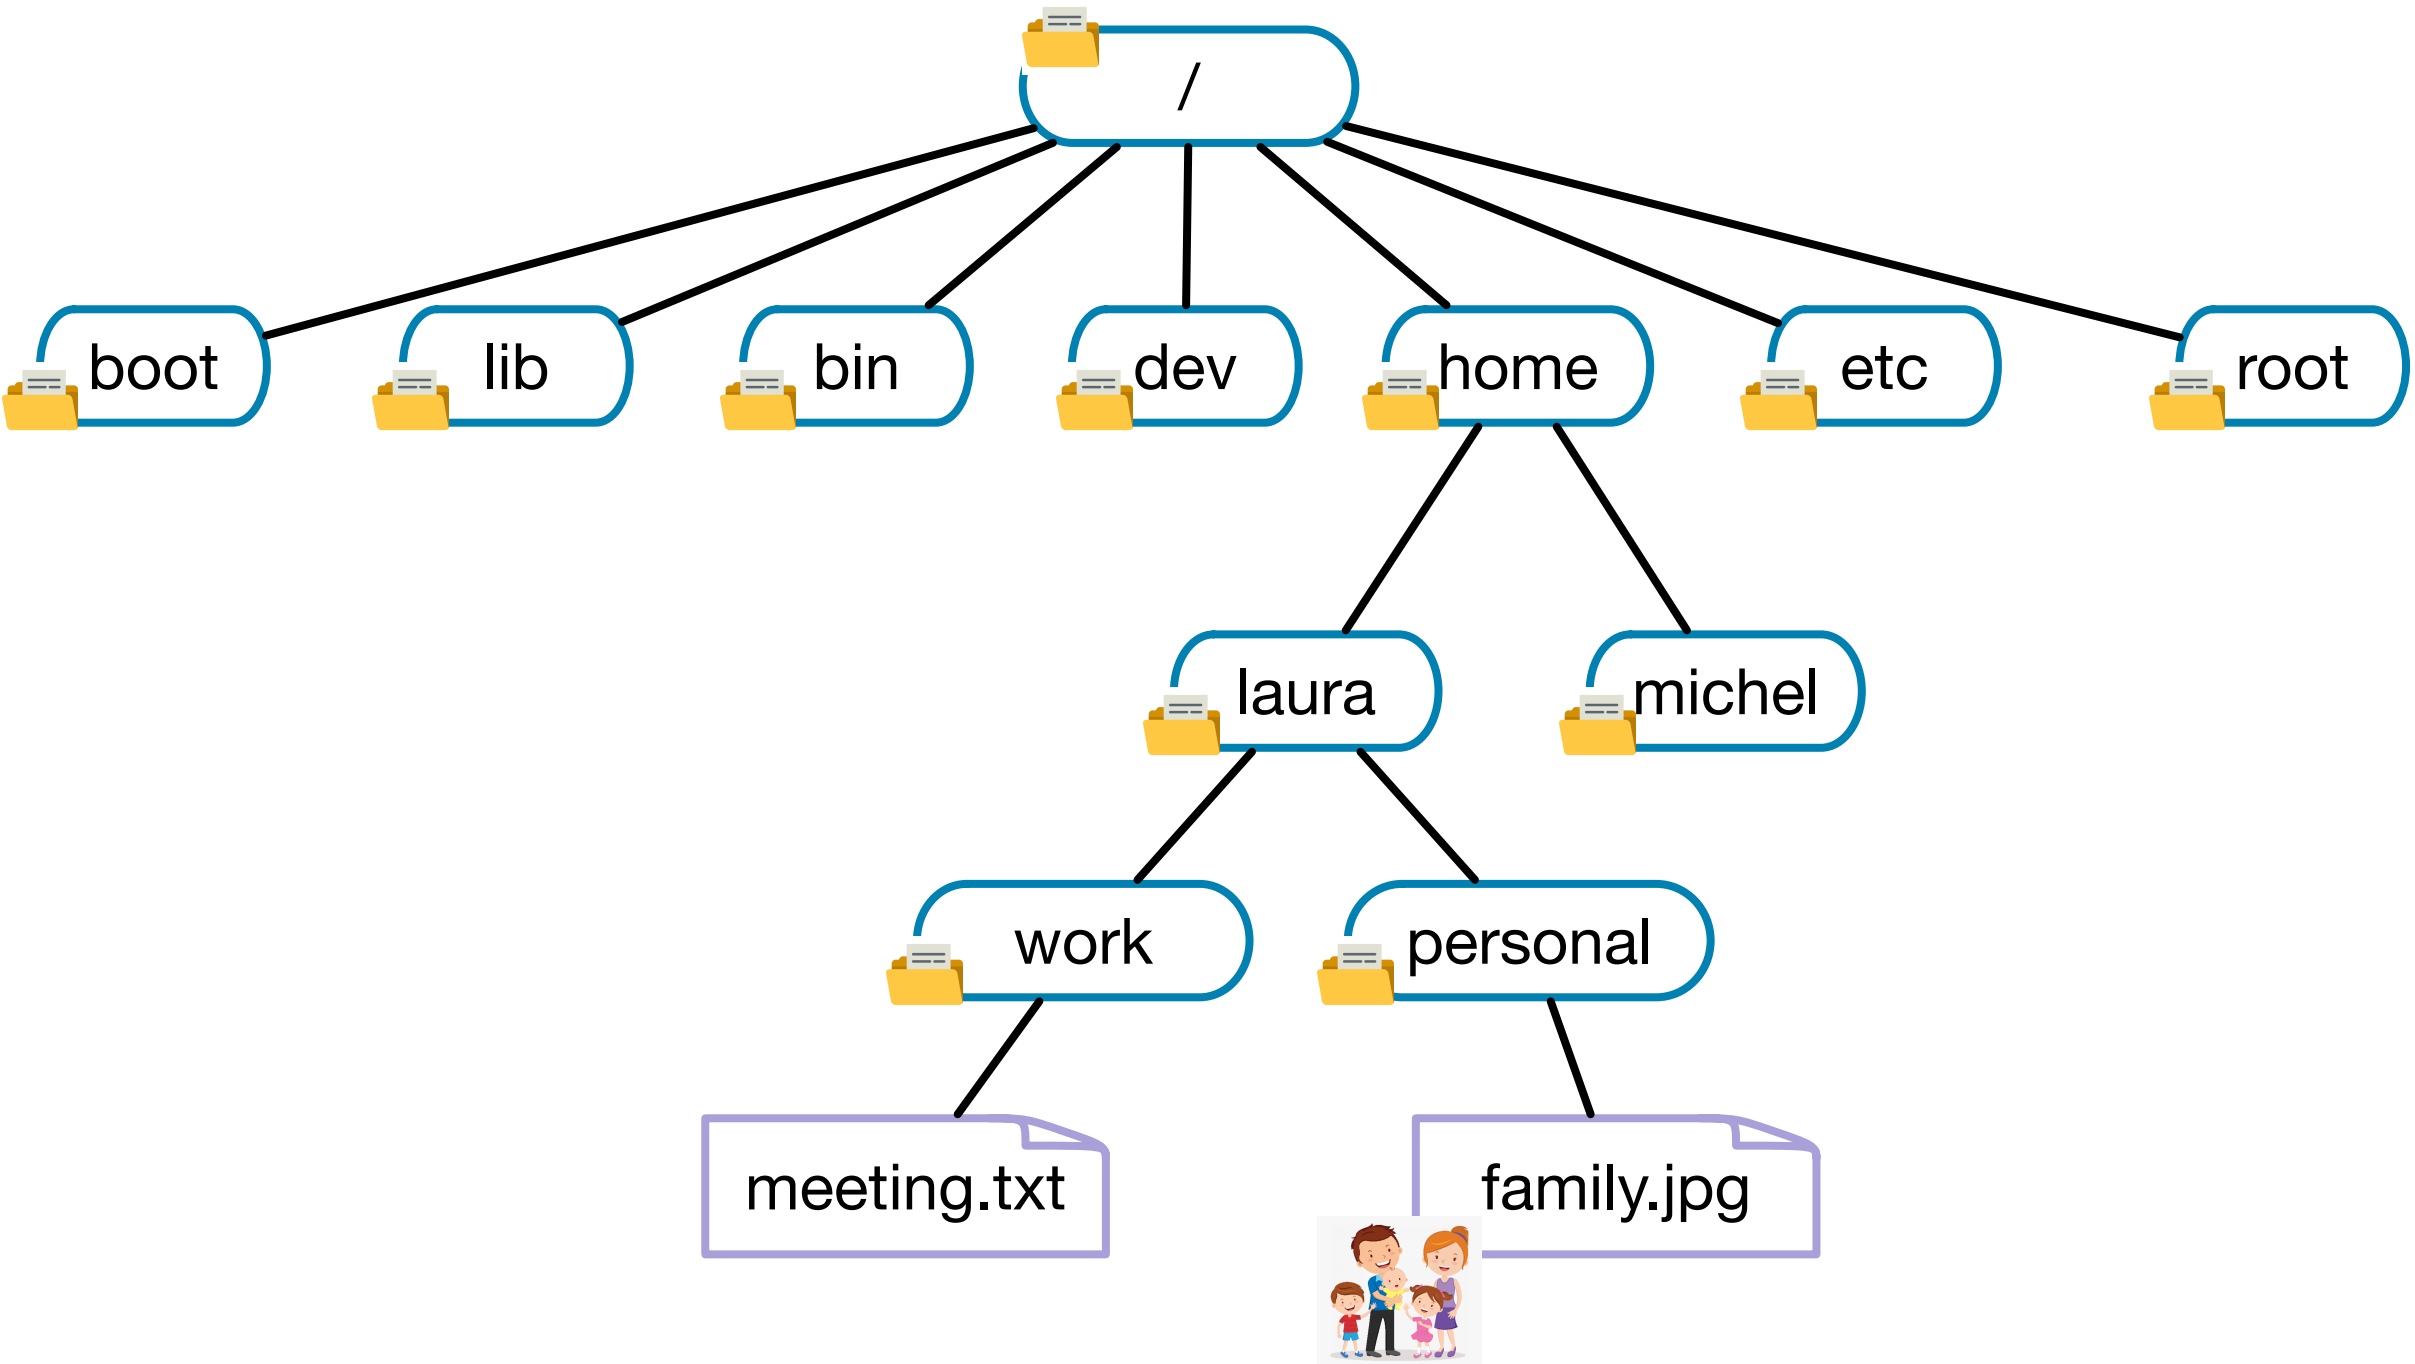 /
boot
lib
bin
dev
home
etc
root
laura
michel
work
personal
meeting.txt
family.jpg